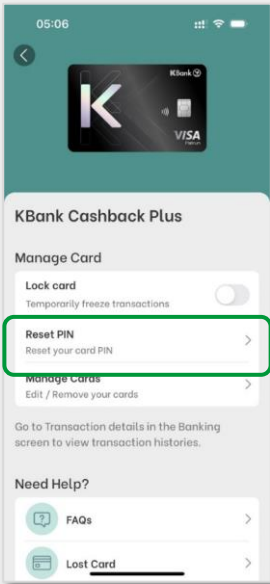 05:06
KBank
K
VISA
Platinum
KBank Cashback Plus
Manage Card
Lock card
Temporarily freeze transactions
Reset PIN
Reset your card PIN
Manage Cards
Edit / Remove your cards
Go to Transaction details in the Banking
screen to view transaction histories.
Need Help?
FAQs
Lost Card